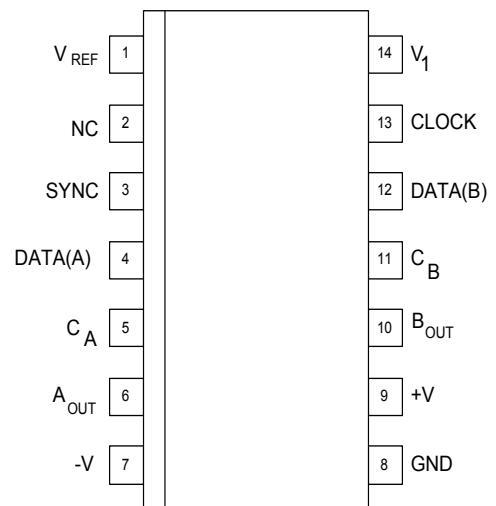 V REF 1
NC 2
SYNC 3
DATA(A) 4
C A 5
A OUT 6
-V 7
14 V1
13 CLOCK
12 DATA(B)
11 C B
10 B OUT
9 +V
8 GND